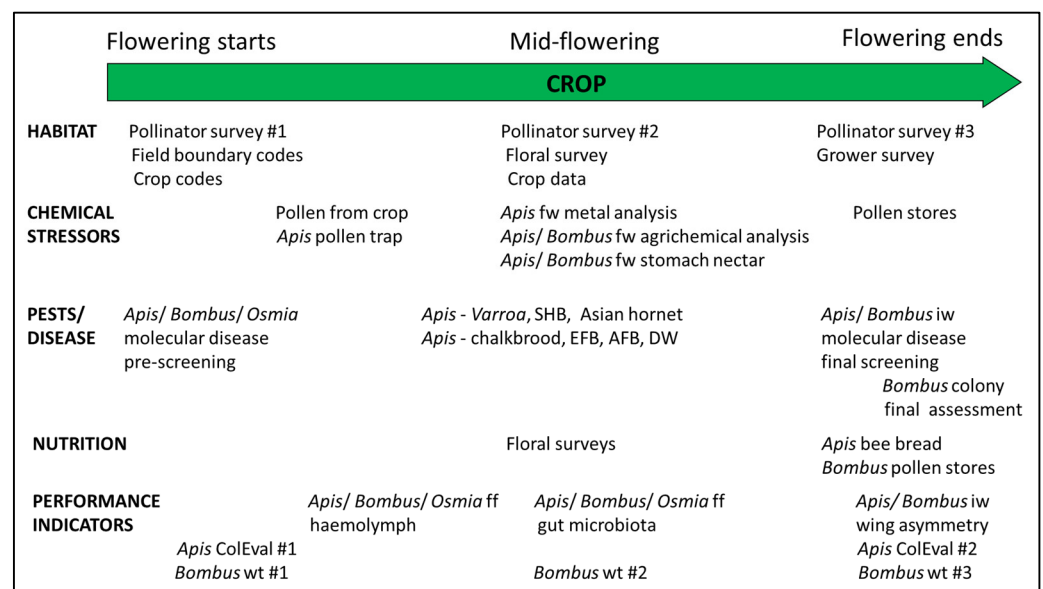 Flowering starts Mid-flowering Flowering ends
CROP
HABITAT Pollinator survey #1 Pollinator survey #2 Pollinator survey #3
Field boundary codes Floral survey Grower survey
Crop codes Crop data
CHEMICAL Pollen from crop Apis fw metal analysis Pollen stores
STRESSORS Apis pollen trap Apis/ Bombus fw agrichemical analysis
Apis/ Bombus fw stomach nectar
PESTS/ Apis/ Bombus/ Osmia Apis - Varroa, SHB, Asian hornet Apis/ Bombus iw
DISEASE molecular disease Apis - chalkbrood, EFB, AFB, DW molecular disease
pre-screening final screening
Bombus colony
final assessment
NUTRITION Floral surveys Apis bee bread
Bombus pollen stores
PERFORMANCE Apis/ Bombus/ Osmia ff Apis/ Bombus/ Osmia ff Apis/ Bombus iw
INDICATORS haemolymph gut microbiota wing asymmetry
Apis ColEval #1 Apis ColEval #2
Bombus wt #1 Bombus wt #2 Bombus wt #3